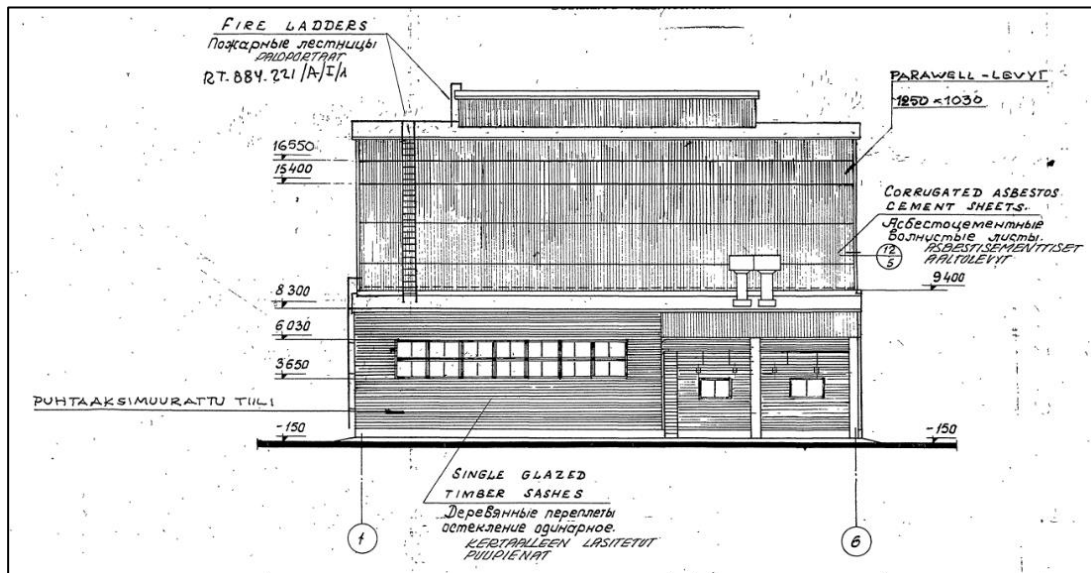 FIRE LADDERS
Пожарные лестницы
PALOPORTAAT
RT. 884.221/A/I/1
PARAWELL-LEVYT
1250 x 1030
16550
15400
CORRUGATED ASBESTOS
CEMENT SHEETS.
Асбестоцементные
Волнистые листы.
ASBESTISEMENTTISET
AALTOLEVYT
12
5
9400
8300
6030
3650
PUHTAAKSIMUURATTU TIILI
-150
-150
SINGLE GLAZED
TIMBER SASHES
Деревянные переплеты
остекление одинарное.
KERTAALLEEN LASITETUT
PUUPIENAT
1
6